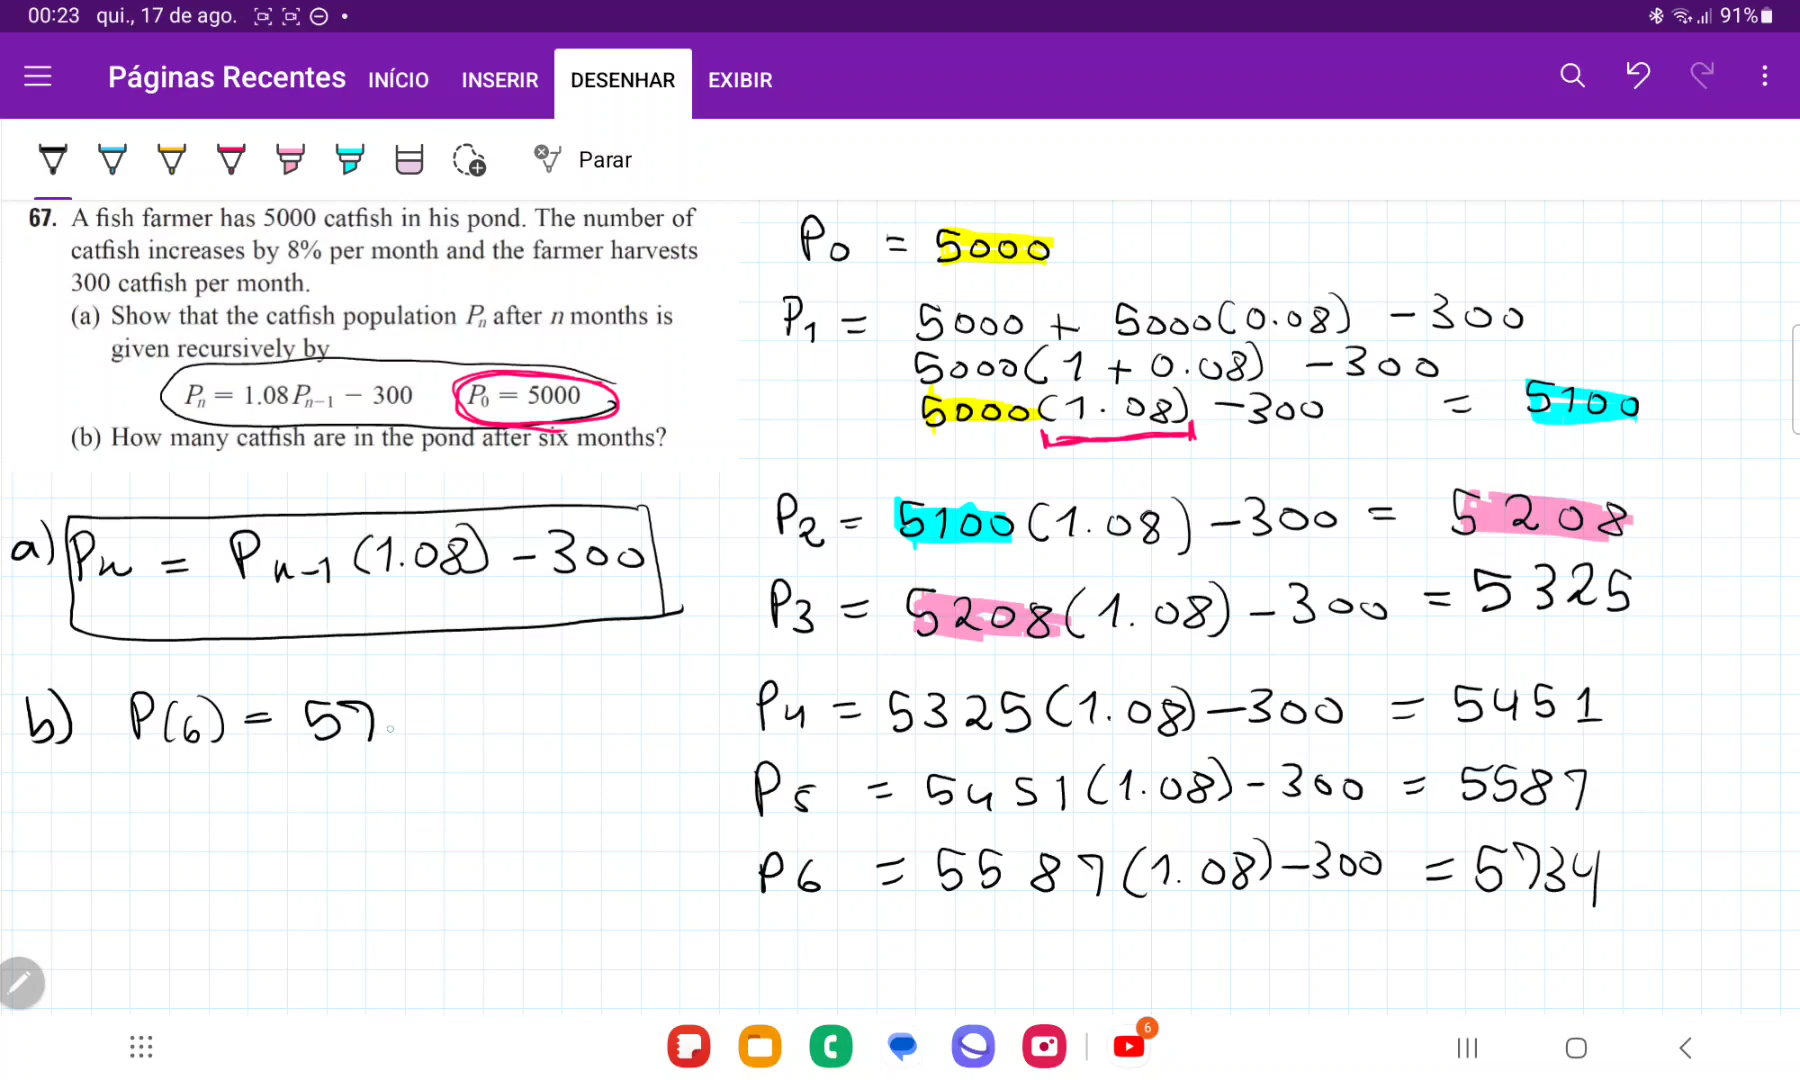 00:23 qui., 17 de ago. 91%
Páginas Recentes INÍCIO INSERIR DESENHAR EXIBIR
Parar
67. A fish farmer has 5000 catfish in his pond. The number of
catfish increases by 8% per month and the farmer harvests
300 catfish per month.
(a) Show that the catfish population Pₙ after n months is
given recursively by
Pₙ = 1.08Pₙ₋₁ − 300 P₀ = 5000
(b) How many catfish are in the pond after six months?
a) Pₙ = Pₙ₋₁ (1.08) − 300
b) P(6) = 57
P₀ = 5000
P₁ = 5000 + 5000(0.08) − 300
5000(1 + 0.08) − 300
5000(1.08) − 300 = 5100
P₂ = 5100(1.08) − 300 = 5208
P₃ = 5208(1.08) − 300 = 5325
P₄ = 5325(1.08) − 300 = 5451
P₅ = 5451(1.08) − 300 = 5587
P₆ = 5587(1.08) − 300 = 5734
6